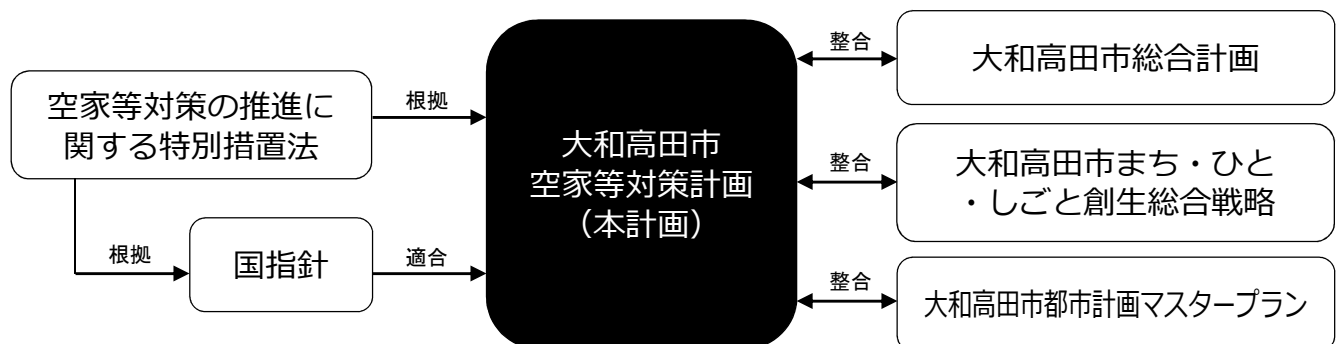 空家等対策の推進に
関する特別措置法
根拠
根拠
国指針
適合
大和高田市
空家等対策計画
（本計画）
整合
大和高田市総合計画
整合
大和高田市まち・ひと
・しごと創生総合戦略
整合
大和高田市都市計画マスタープラン